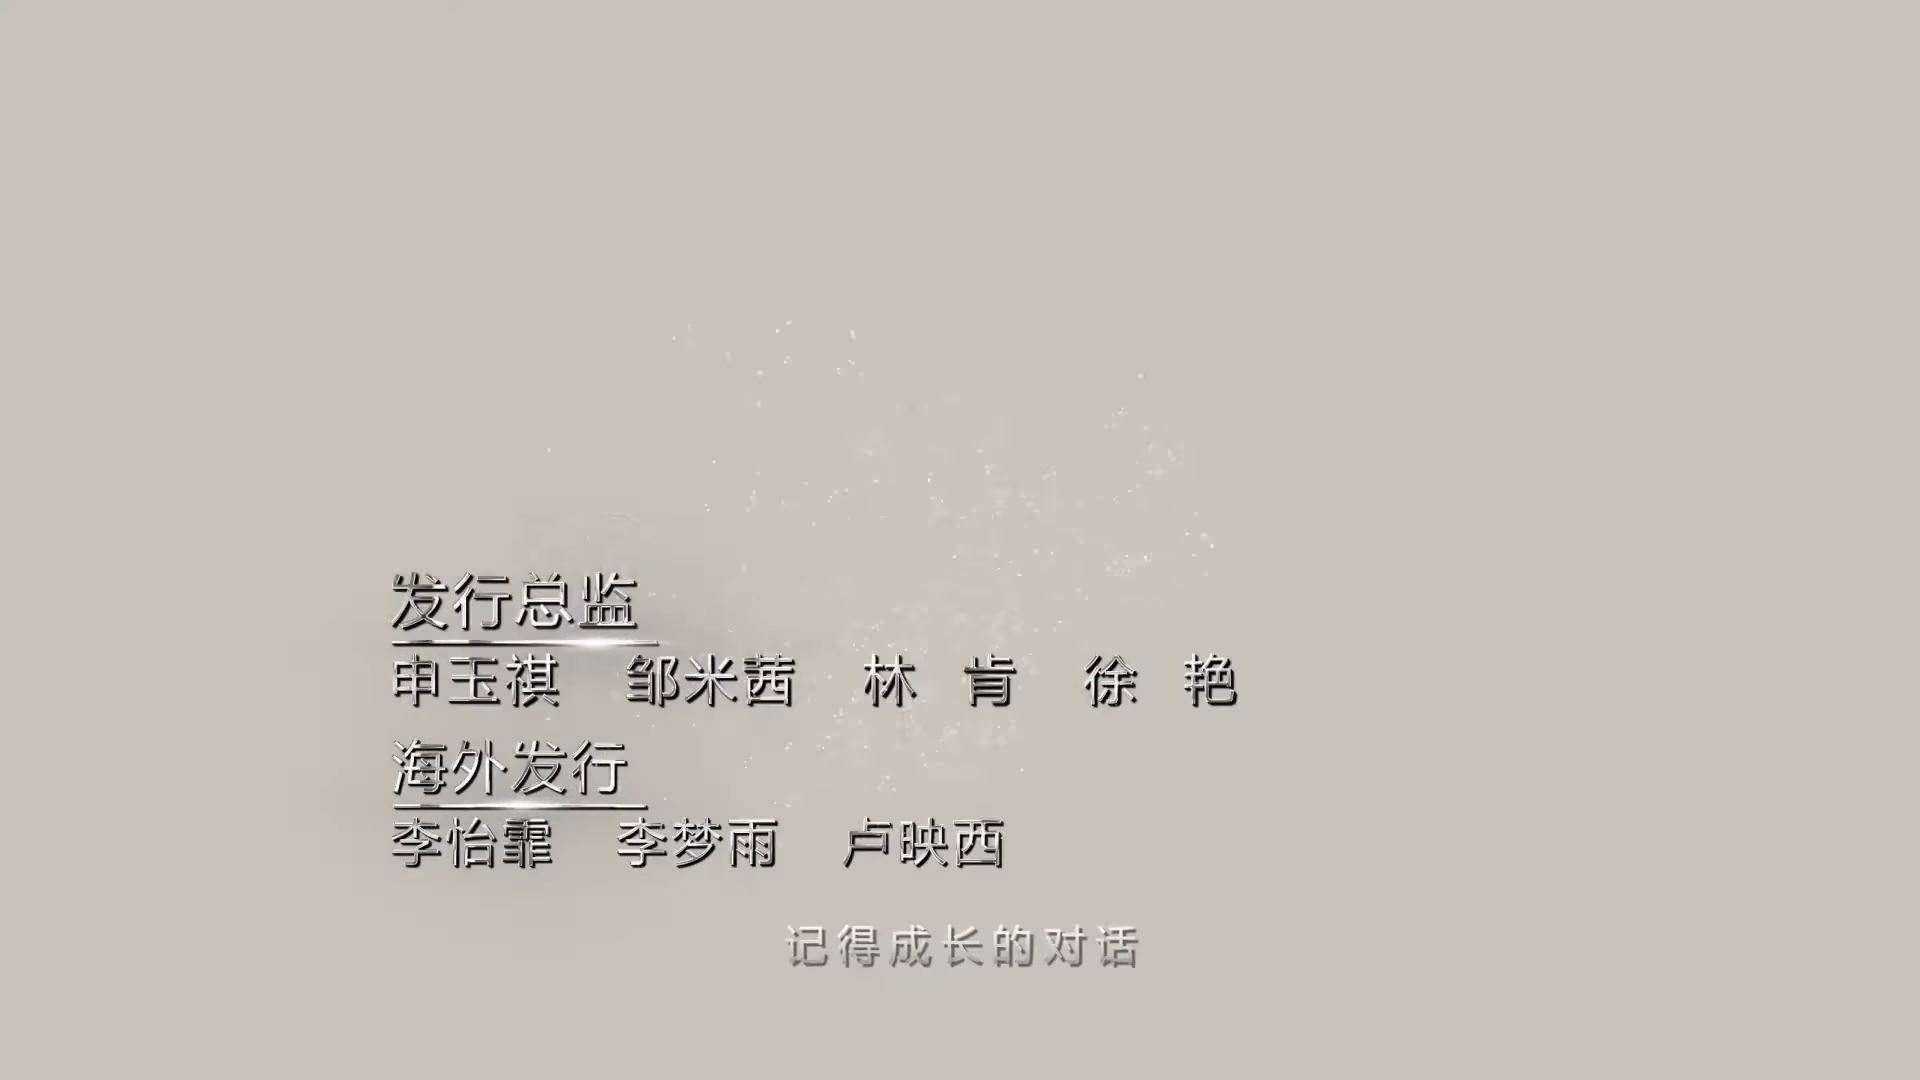 发行总监
申玉祺 邹米茜 林肯 徐艳
海外发行
李怡霏 李梦雨 卢映西
记得成长的对话